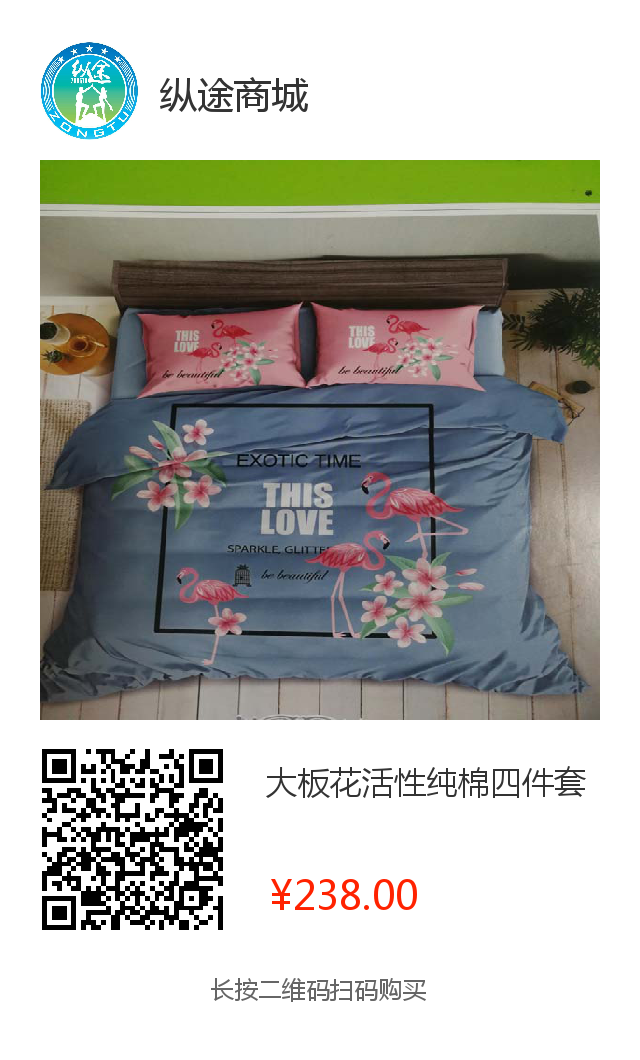 纵途
ZONGTU
ZONGTU
纵途商城
THIS
LOVE
be beautiful
THIS
LOVE
be beautiful
EXOTIC TIME
THIS
LOVE
SPARKLE, GLITTE
be beautiful
大板花活性纯棉四件套
¥238.00
长按二维码扫码购买